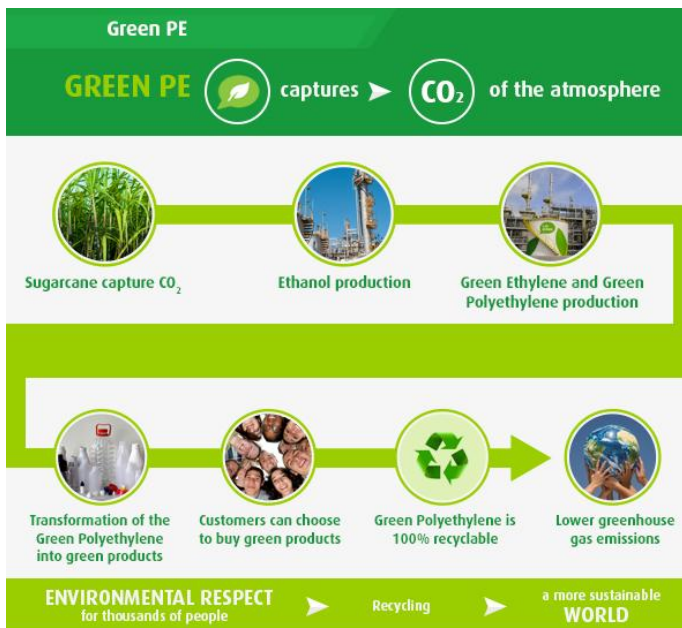 Green PE
GREEN PE captures CO₂ of the atmosphere
Sugarcane capture CO₂
Ethanol production
Green Ethylene and Green
Polyethylene production
Transformation of the
Green Polyethylene
into green products
Customers can choose
to buy green products
Green Polyethylene is
100% recyclable
Lower greenhouse
gas emissions
ENVIRONMENTAL RESPECT
for thousands of people
Recycling
a more sustainable
WORLD